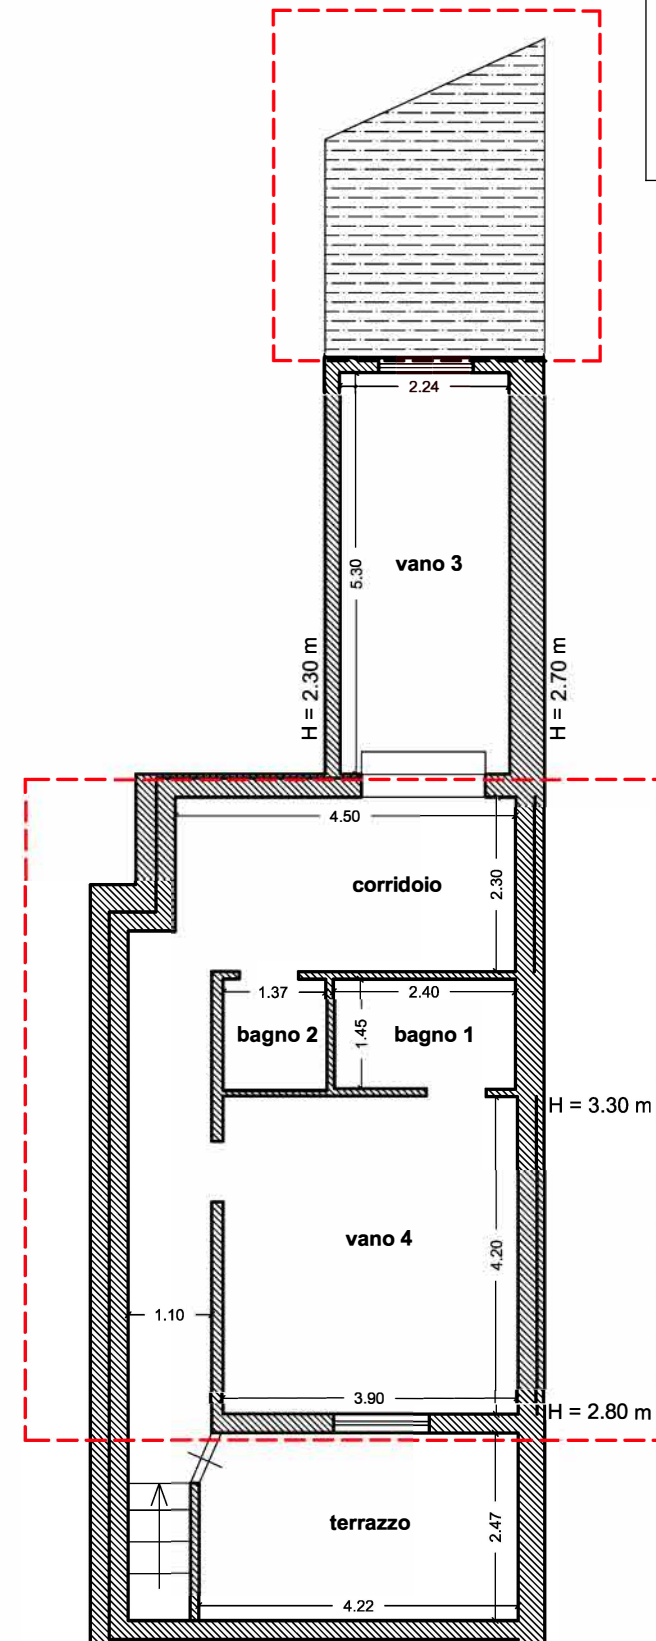 2.24
vano 3
5.30
H = 2.30 m
H = 2.70 m
4.50
corridoio
2.30
1.37
2.40
bagno 2
1.45
bagno 1
H = 3.30 m
vano 4
4.20
1.10
3.90
H = 2.80 m
terrazzo
2.47
4.22